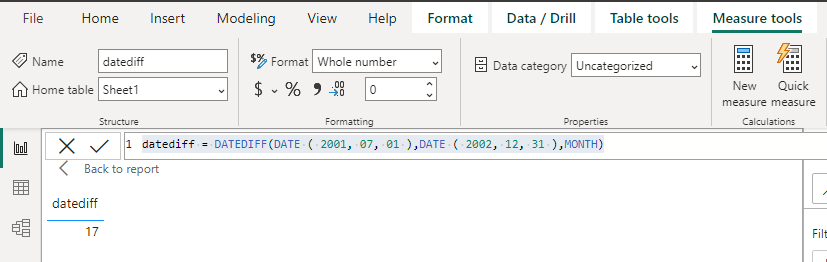 File Home Insert Modeling View Help Format Data / Drill Table tools Measure tools
Name datediff
Home table Sheet1
Structure
$% Format Whole number
$ % 9 .00 0
Formatting
Data category Uncategorized
Properties
New measure
Quick measure
Calculations
1 datediff = DATEDIFF(DATE ( 2001, 07, 01 ),DATE ( 2002, 12, 31 ),MONTH)
Back to report
datediff
17